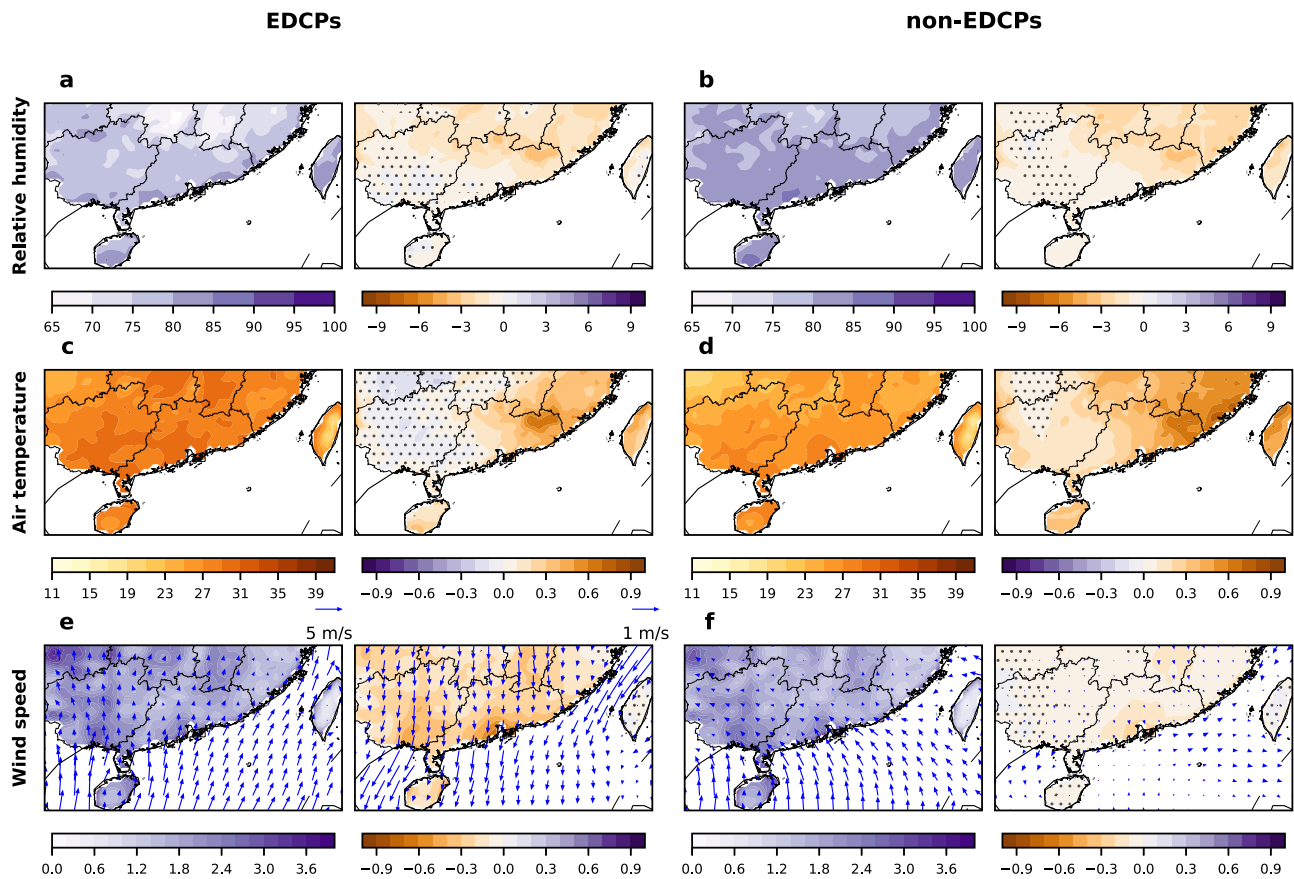 EDCPs non-EDCPs
a b
Relative humidity
65 70 75 80 85 90 95 100 −9 −6 −3 0 3 6 9 65 70 75 80 85 90 95 100 −9 −6 −3 0 3 6 9
c d
Air temperature
11 15 19 23 27 31 35 39 −0.9 −0.6 −0.3 0.0 0.3 0.6 0.9 11 15 19 23 27 31 35 39 −0.9 −0.6 −0.3 0.0 0.3 0.6 0.9
e f
5 m/s 1 m/s
Wind speed
0.0 0.6 1.2 1.8 2.4 3.0 3.6 −0.9 −0.6 −0.3 0.0 0.3 0.6 0.9 0.0 0.6 1.2 1.8 2.4 3.0 3.6 −0.9 −0.6 −0.3 0.0 0.3 0.6 0.9